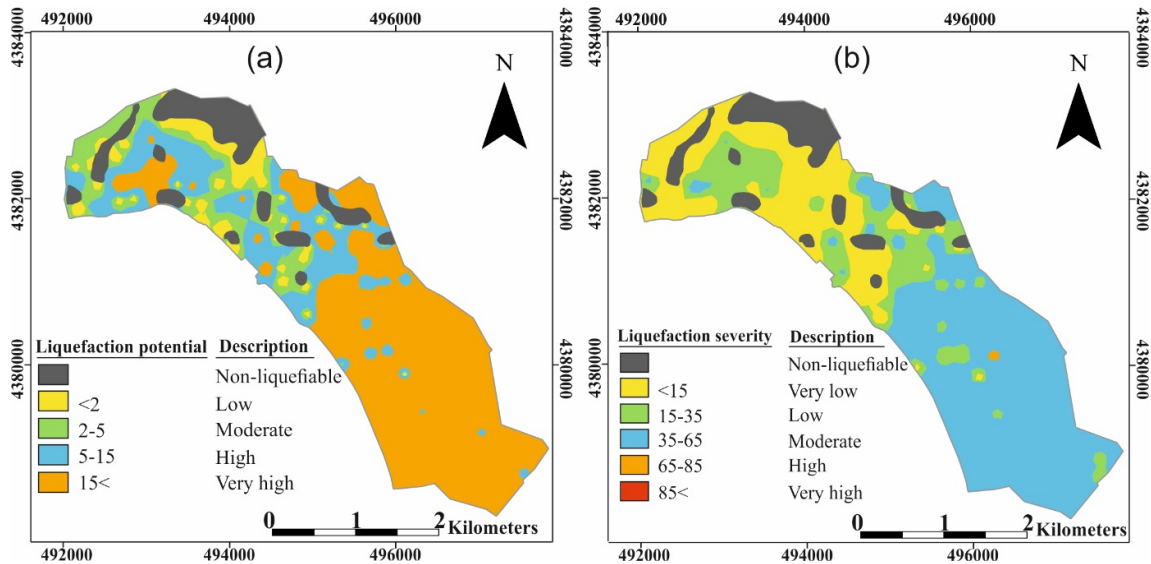 492000 494000 496000
4384000
4382000
4380000
(a)
N
Liquefaction potential Description
Non-liquefiable
<2 Low
2-5 Moderate
5-15 High
15< Very high
0 1 2 Kilometers
4384000
4382000
4380000
492000 494000 496000
492000 494000 496000
4384000
4382000
4380000
(b)
N
Liquefaction severity Description
Non-liquefiable
<15 Very low
15-35 Low
35-65 Moderate
65-85 High
85< Very high
0 1 2 Kilometers
492000 494000 496000